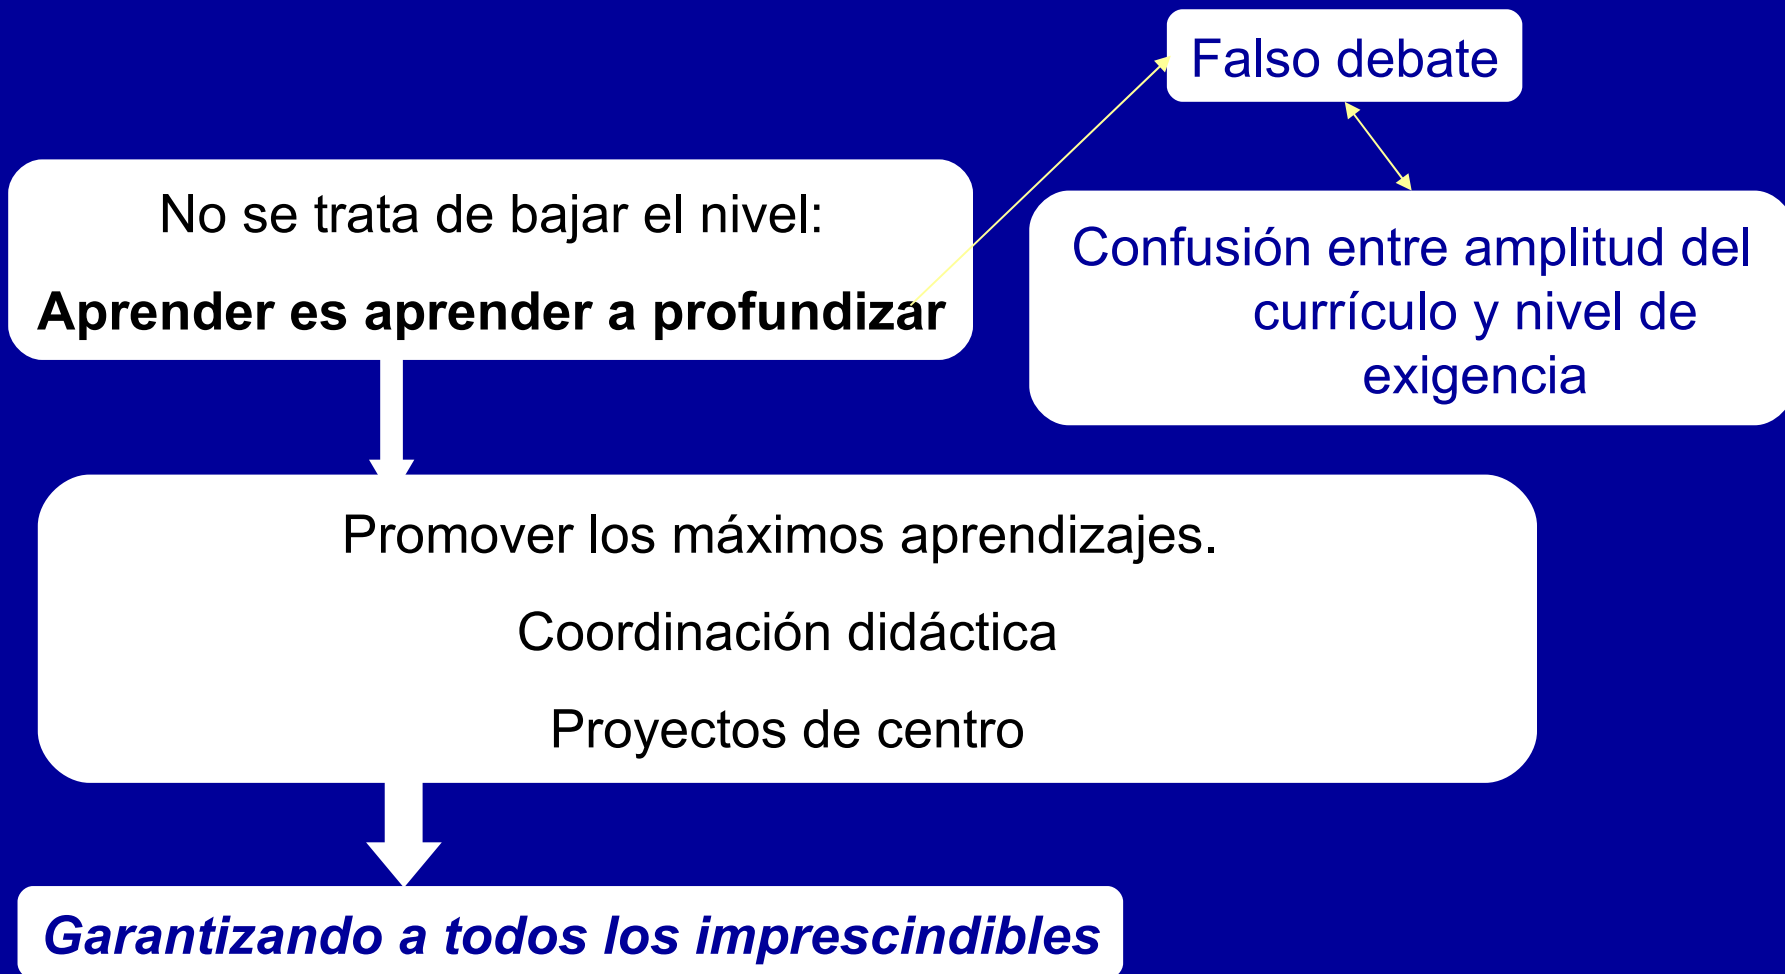 Falso debate
No se trata de bajar el nivel:
Aprender es aprender a profundizar
Confusión entre amplitud del
currículo y nivel de
exigencia
Promover los máximos aprendizajes.
Coordinación didáctica
Proyectos de centro
Garantizando a todos los imprescindibles